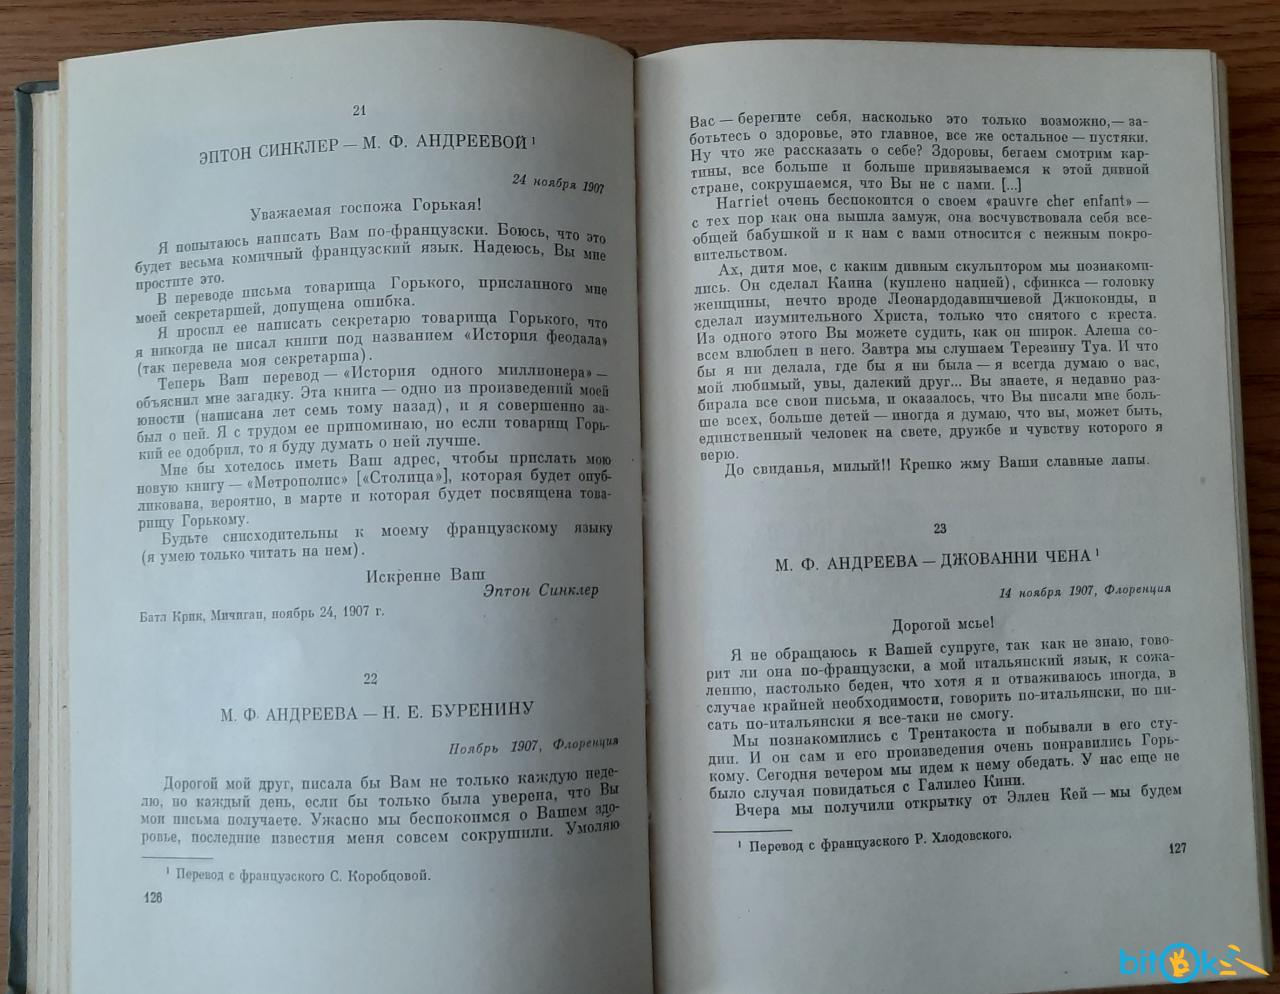 21
ЭПТОН СИНКЛЕР — М. Ф. АНДРЕЕВОЙ ¹
24 ноября 1907
Уважаемая госпожа Горькая!
Я попытаюсь написать Вам по-французски. Боюсь, что это
будет весьма комичный французский язык. Надеюсь, Вы мне
простите это.
В переводе письма товарища Горького, присланного мне
моей секретаршей, допущена ошибка.
Я просил ее написать секретарю товарища Горького, что
я никогда не писал книги под названием «История феодала»
(так перевела моя секретарша).
Теперь Ваш перевод — «История одного миллионера» —
объяснил мне загадку. Эта книга — одно из произведений моей
юности (написана лет семь тому назад), и я совершенно за-
был о ней. Я с трудом ее припоминаю, но если товарищ Горь-
кий ее одобрил, то я буду думать о ней лучше.
Мне бы хотелось иметь Ваш адрес, чтобы прислать мою
новую книгу — «Метрополис» [«Столица»], которая будет опуб-
ликована, вероятно, в марте и которая будет посвящена това-
рищу Горькому.
Будьте снисходительны к моему французскому языку
(я умею только читать на нем).
Искренне Ваш
Эптон Синклер
Батл Крик, Мичиган, ноябрь 24, 1907 г.
22
М. Ф. АНДРЕЕВА — Н. Е. БУРЕНИНУ
Ноябрь 1907, Флоренция
Дорогой мой друг, писала бы Вам не только каждую неде-
лю, но каждый день, если бы только была уверена, что Вы
мои письма получаете. Ужасно мы беспокоимся о Вашем здо-
ровье, последние известия меня совсем сокрушили. Умоляю
¹ Перевод с французского С. Коробцовой.
126
Вас — берегите себя, насколько это только возможно, — за-
ботьтесь о здоровье, это главное, все же остальное — пустяки.
Ну что же рассказать о себе? Здоровы, бегаем смотрим кар-
тины, все больше и больше привязываемся к этой дивной
стране, сокрушаемся, что Вы не с нами. [...]
Harriet очень беспокоится о своем «pauvre cher enfant» —
с тех пор как она вышла замуж, она восчувствовала себя все-
общей бабушкой и к нам с вами относится с нежным покро-
вительством.
Ах, дитя мое, с каким дивным скульптором мы познакоми-
лись. Он сделал Каина (куплено нацией), сфинкса — головку
женщины, нечто вроде Леонардодавинчиевой Джиоконды, и
сделал изумительного Христа, только что снятого с креста.
Из одного этого Вы можете судить, как он широк. Алеша со-
всем влюблен в него. Завтра мы слушаем Терезину Туа. И что
бы я ни делала, где бы я ни была — я всегда думаю о вас,
мой любимый, увы, далекий друг... Вы знаете, я недавно раз-
бирала все свои письма, и оказалось, что Вы писали мне боль-
ше всех, больше детей — иногда я думаю, что вы, может быть,
единственный человек на свете, дружбе и чувству которого я
верю.
До свиданья, милый!! Крепко жму Ваши славные лапы.
23
М. Ф. АНДРЕЕВА — ДЖОВАННИ ЧЕНА ¹
14 ноября 1907, Флоренция
Дорогой мсье!
Я не обращаюсь к Вашей супруге, так как не знаю, гово-
рит ли она по-французски, а мой итальянский язык, к сожа-
лению, настолько беден, что хотя я и отваживаюсь иногда, в
случае крайней необходимости, говорить по-итальянски, но пи-
сать по-итальянски я все-таки не смогу.
Мы познакомились с Трентакоста и побывали в его сту-
дии. И он сам и его произведения очень понравились Горь-
кому. Сегодня вечером мы идем к нему обедать. У нас еще не
было случая повидаться с Галилео Кини.
Вчера мы получили открытку от Эллен Кей — мы будем
¹ Перевод с французского Р. Хлодовского.
127
bitOk